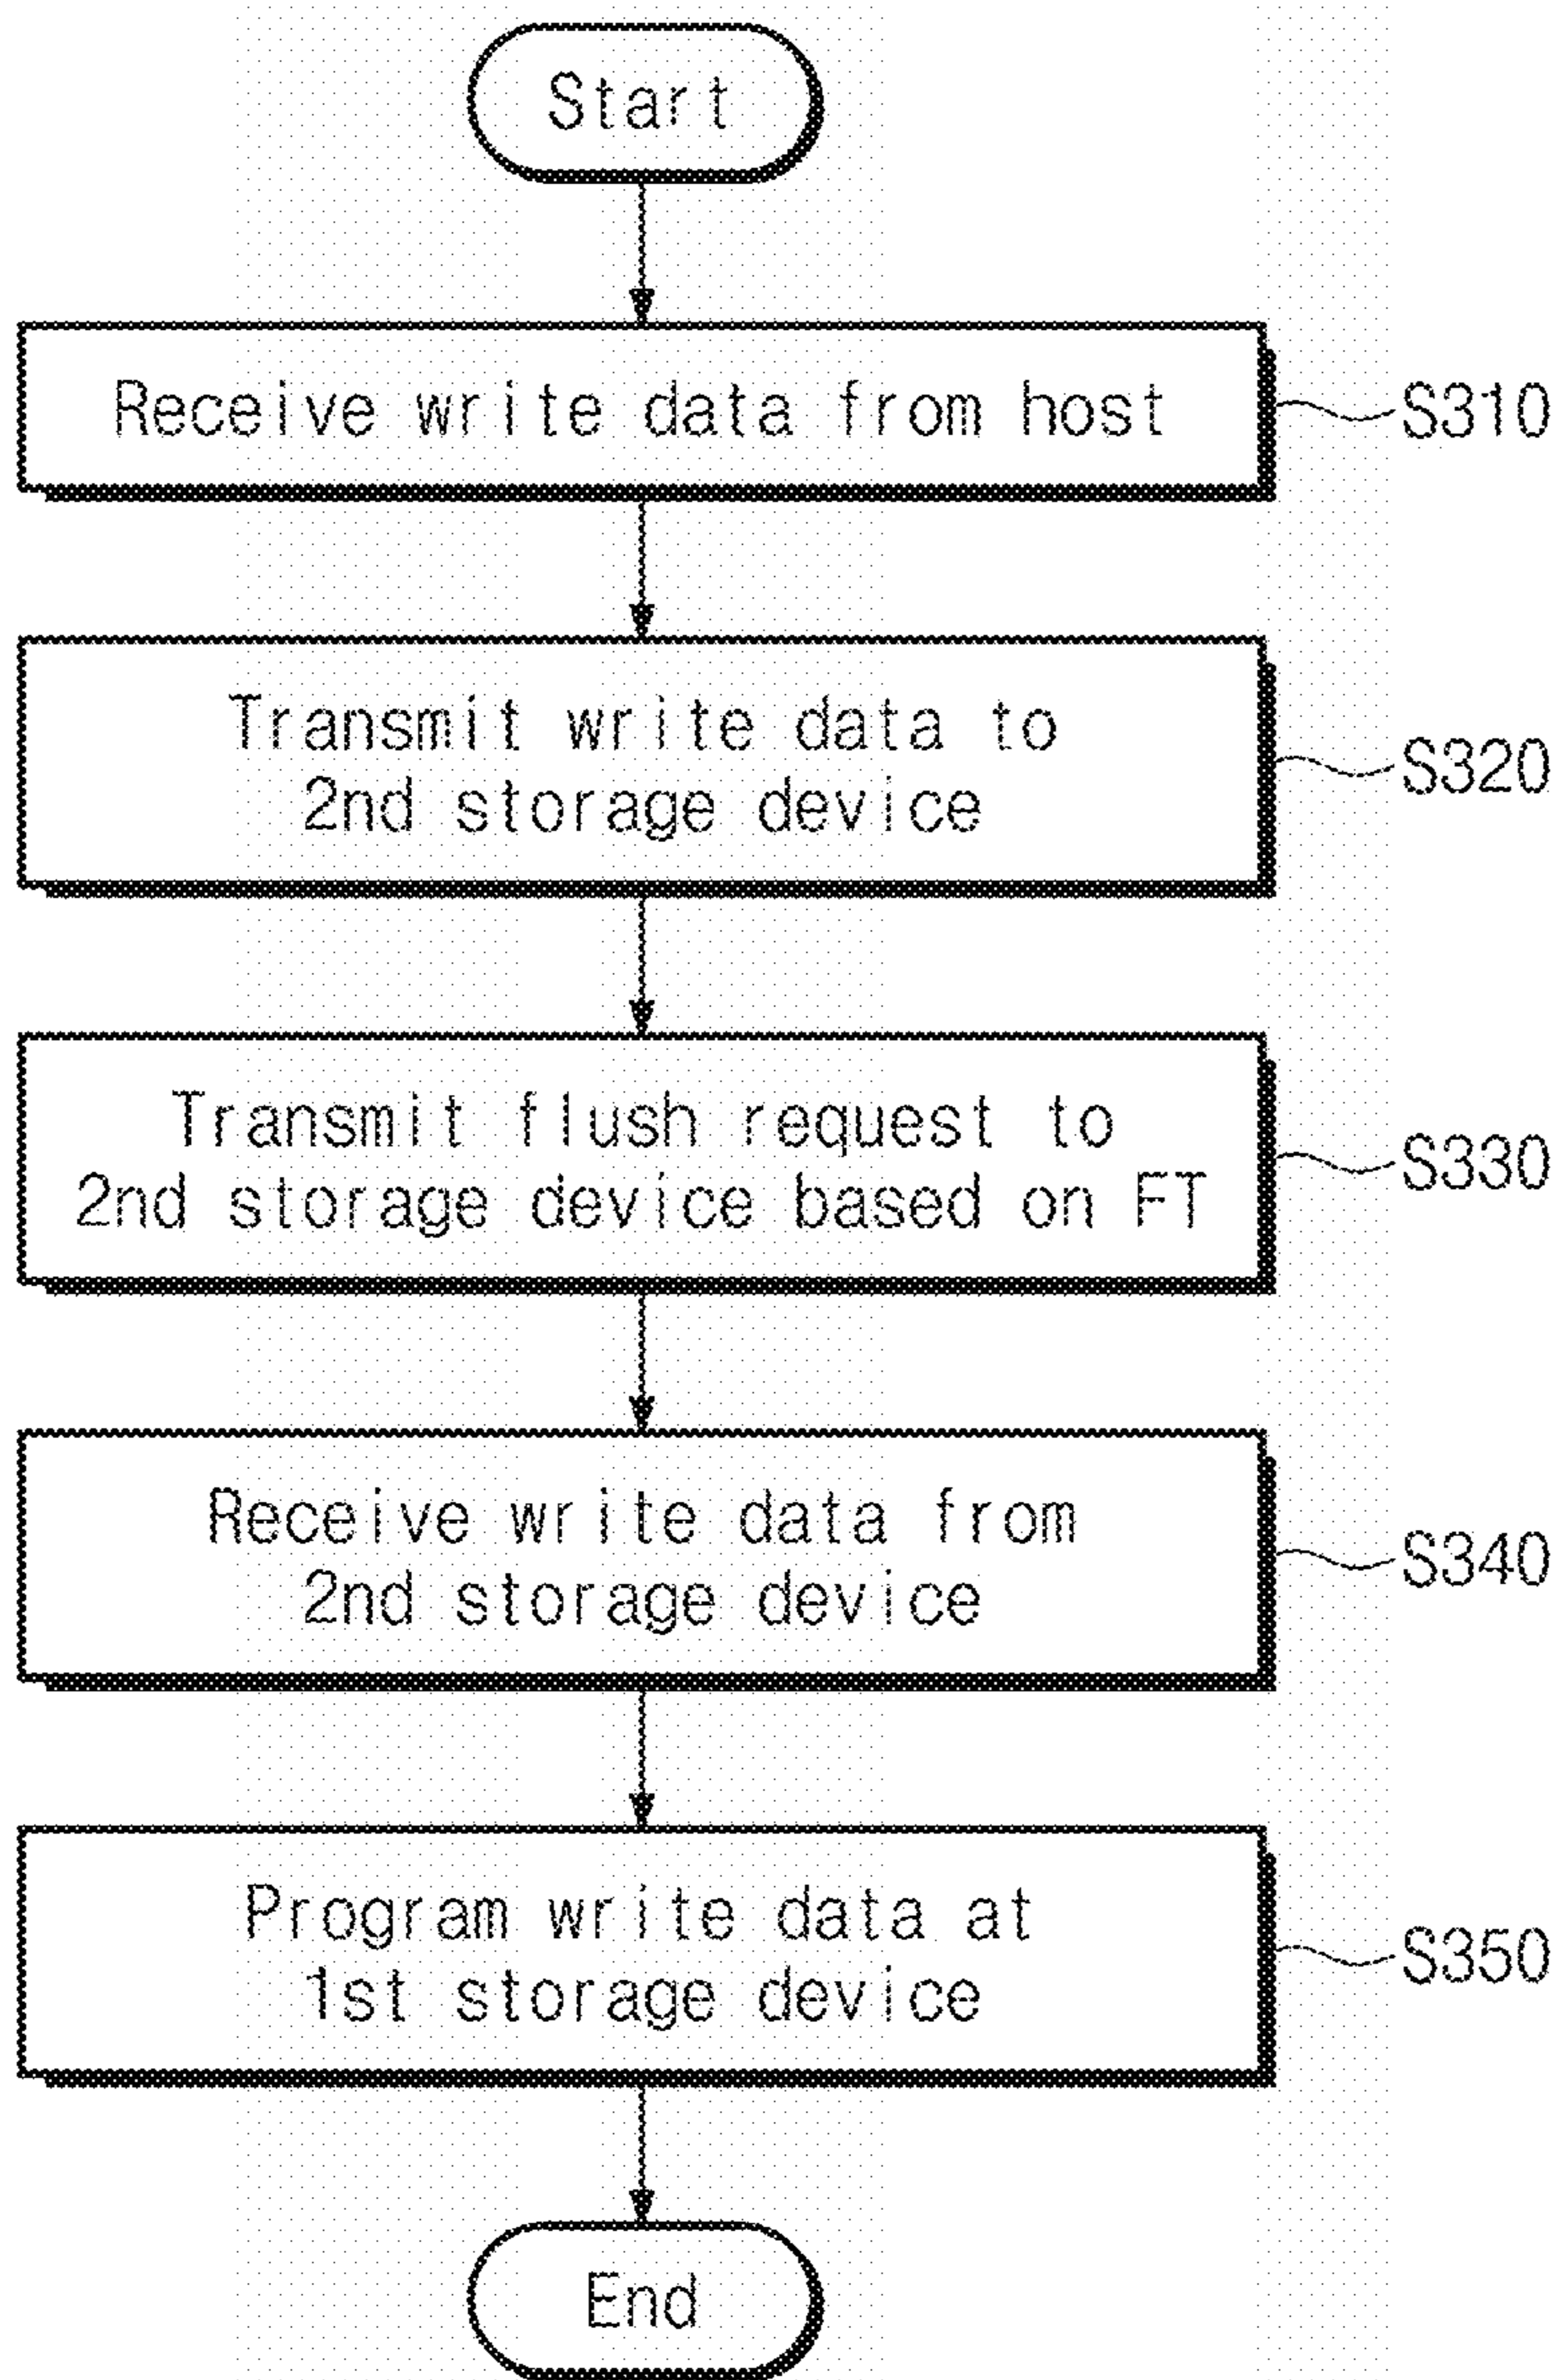 Start
Receive write data from host
S310
Transmit write data to
2nd storage device
S320
Transmit flush request to
2nd storage device based on FT
S330
Receive write data from
2nd storage device
S340
Program write data at
1st storage device
S350
End